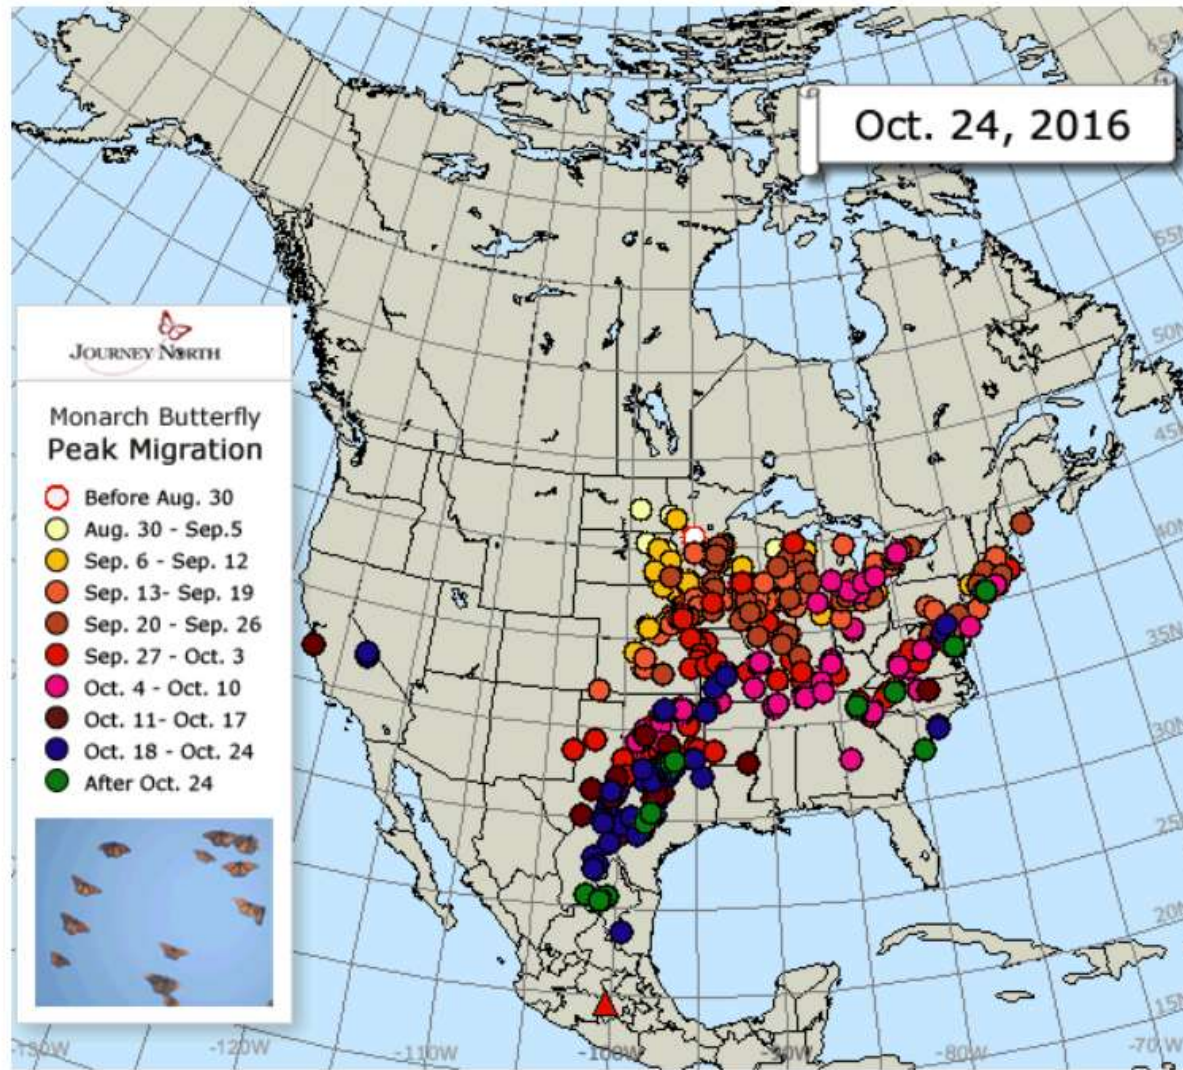 Oct. 24, 2016
65N
55N
50N
45N
40N
35N
30N
25N
20N
15N
JOURNEY NORTH
Monarch Butterfly
Peak Migration
Before Aug. 30
Aug. 30 - Sep.5
Sep. 6 - Sep. 12
Sep. 13- Sep. 19
Sep. 20 - Sep. 26
Sep. 27 - Oct. 3
Oct. 4 - Oct. 10
Oct. 11- Oct. 17
Oct. 18 - Oct. 24
After Oct. 24
-130W -120W -110W -100W -90W -80W -70W